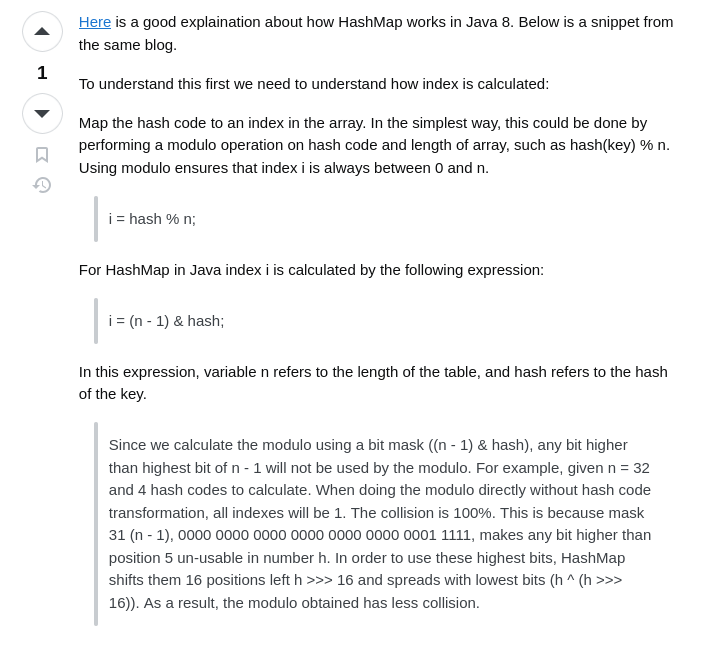 Here is a good explaination about how HashMap works in Java 8. Below is a snippet from
the same blog.
1
To understand this first we need to understand how index is calculated:
Map the hash code to an index in the array. In the simplest way, this could be done by
performing a modulo operation on hash code and length of array, such as hash(key) % n.
Using modulo ensures that index i is always between 0 and n.
i = hash % n;
For HashMap in Java index i is calculated by the following expression:
i = (n - 1) & hash;
In this expression, variable n refers to the length of the table, and hash refers to the hash
of the key.
Since we calculate the modulo using a bit mask ((n - 1) & hash), any bit higher
than highest bit of n - 1 will not be used by the modulo. For example, given n = 32
and 4 hash codes to calculate. When doing the modulo directly without hash code
transformation, all indexes will be 1. The collision is 100%. This is because mask
31 (n - 1), 0000 0000 0000 0000 0000 0000 0001 1111, makes any bit higher than
position 5 un-usable in number h. In order to use these highest bits, HashMap
shifts them 16 positions left h >>> 16 and spreads with lowest bits (h ^ (h >>>
16)). As a result, the modulo obtained has less collision.